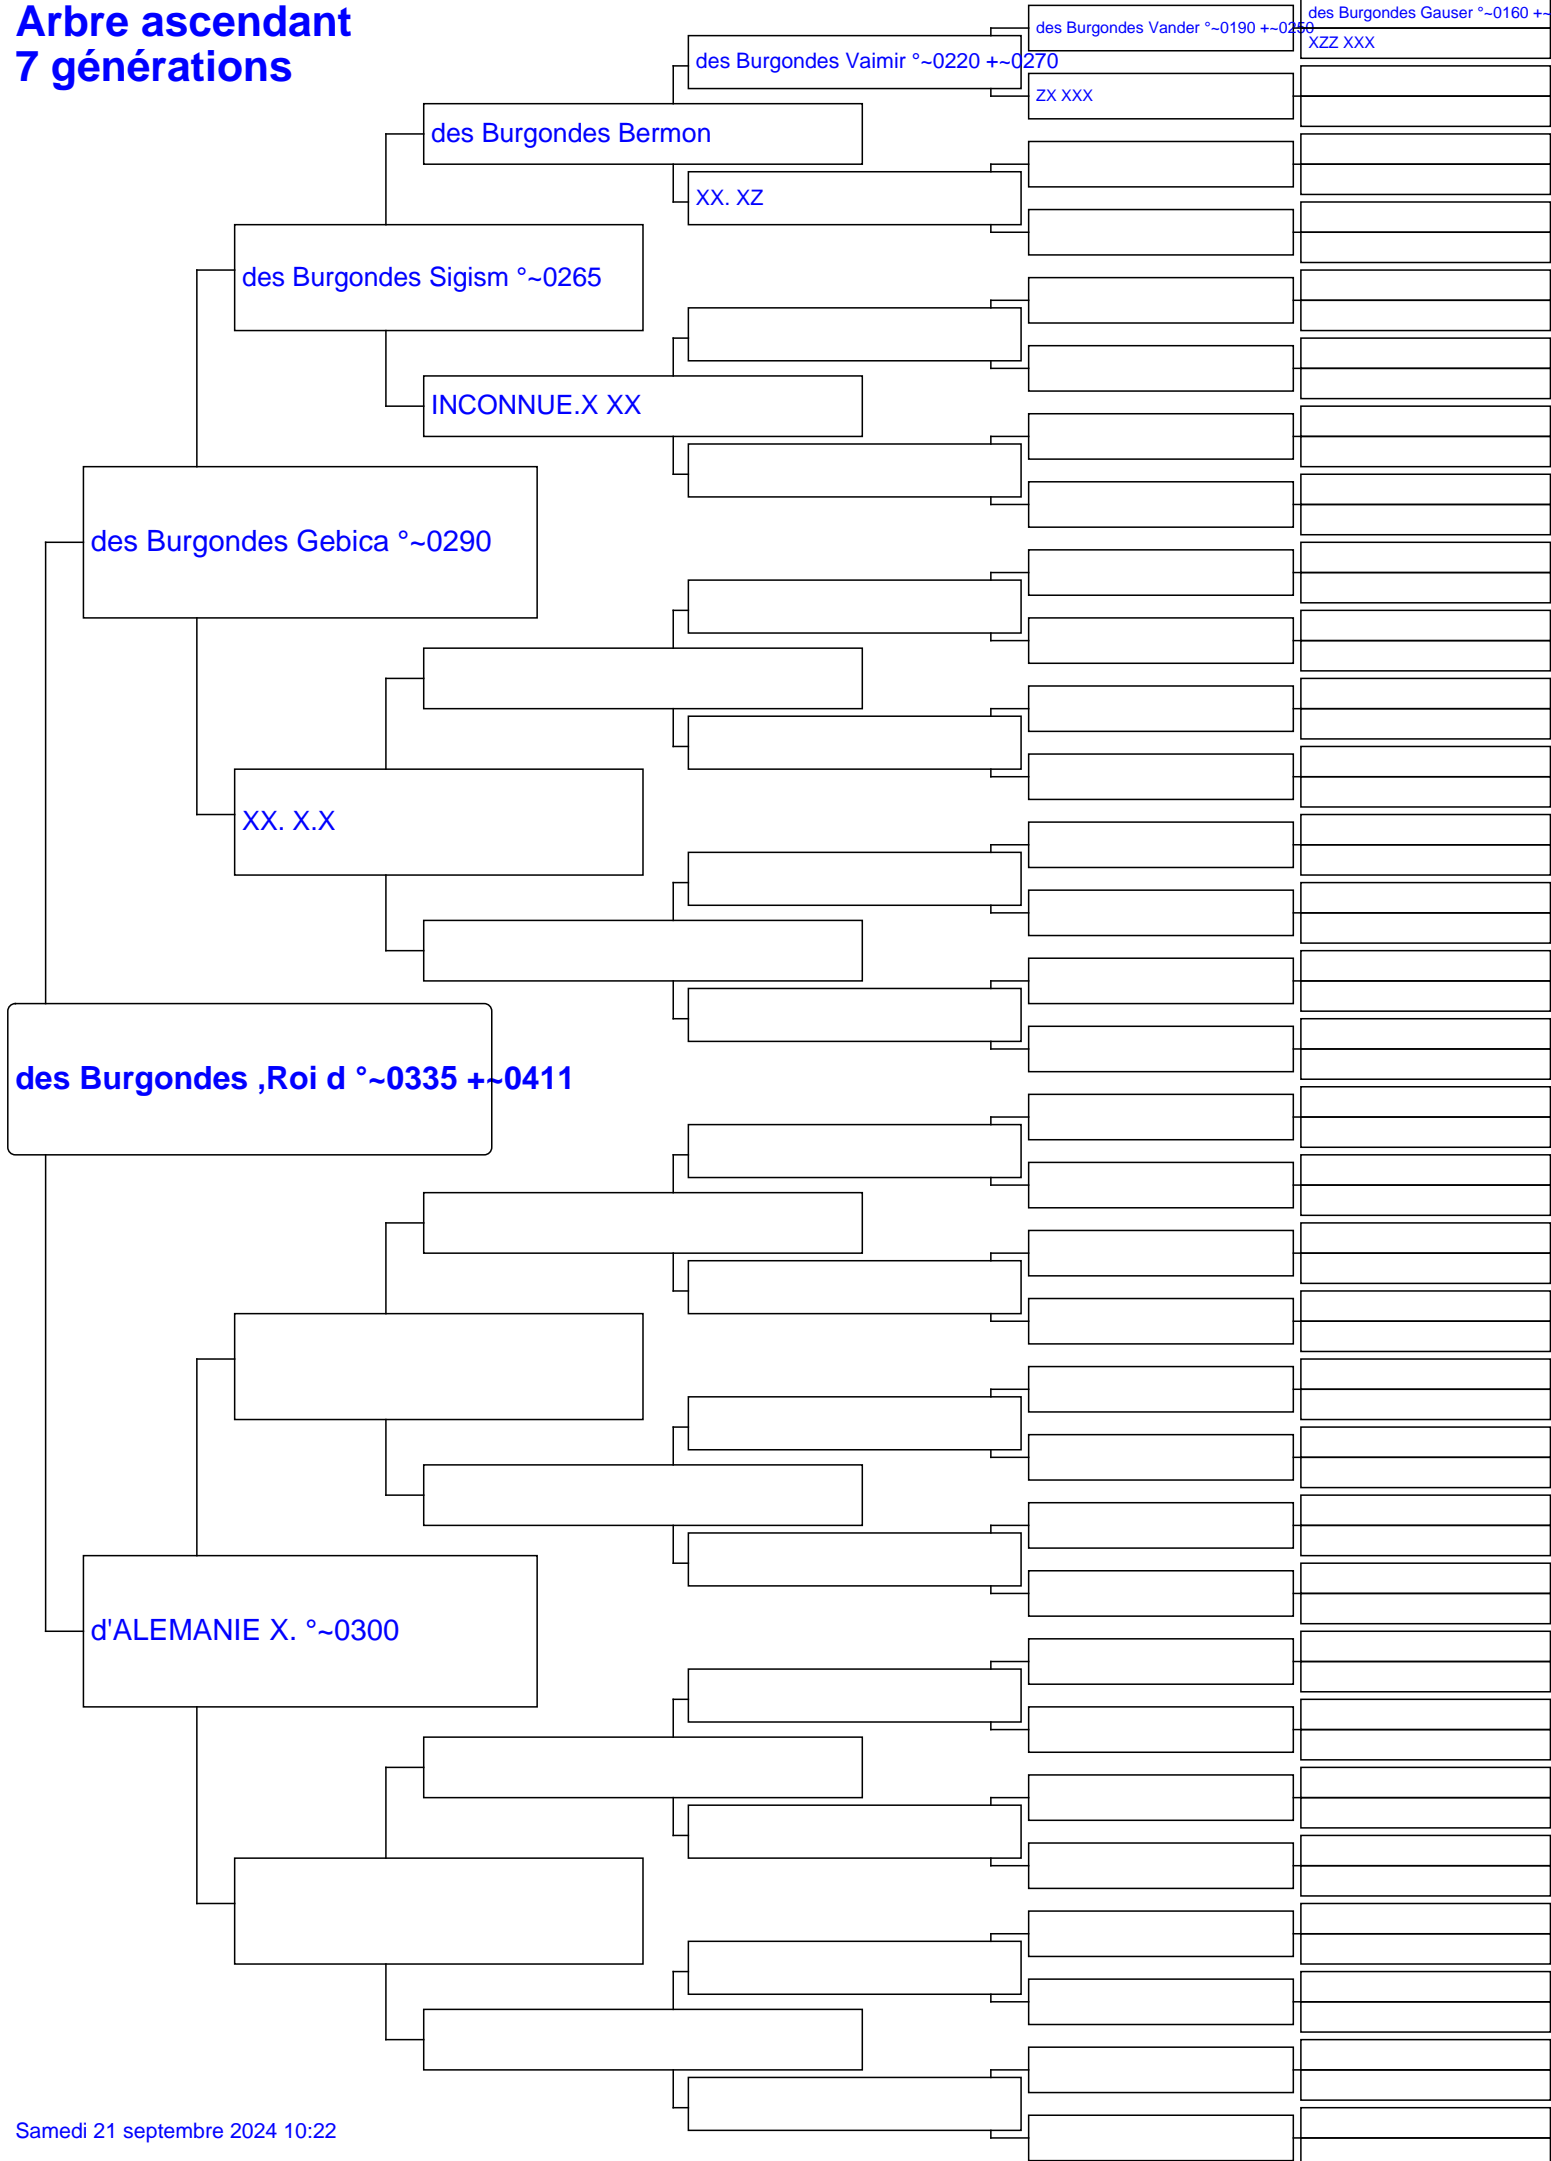 Arbre ascendant
7 générations
des Burgondes Gauser °~0160 +~
XZZ XXX
des Burgondes Vander °~0190 +~0250
ZX XXX
des Burgondes Vaimir °~0220 +~0270
XX. XZ
des Burgondes Bermon
INCONNUE.X XX
des Burgondes Sigism °~0265
XX. X.X
des Burgondes Gebica °~0290
des Burgondes ,Roi d °~0335 +~0411
d'ALEMANIE X. °~0300
Samedi 21 septembre 2024 10:22